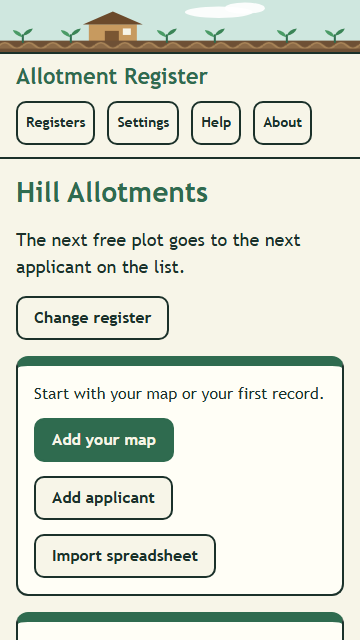 Allotment Register
Registers
Settings
Help
About
Hill Allotments
The next free plot goes to the next
applicant on the list.
Change register
Start with your map or your first record.
Add your map
Add applicant
Import spreadsheet